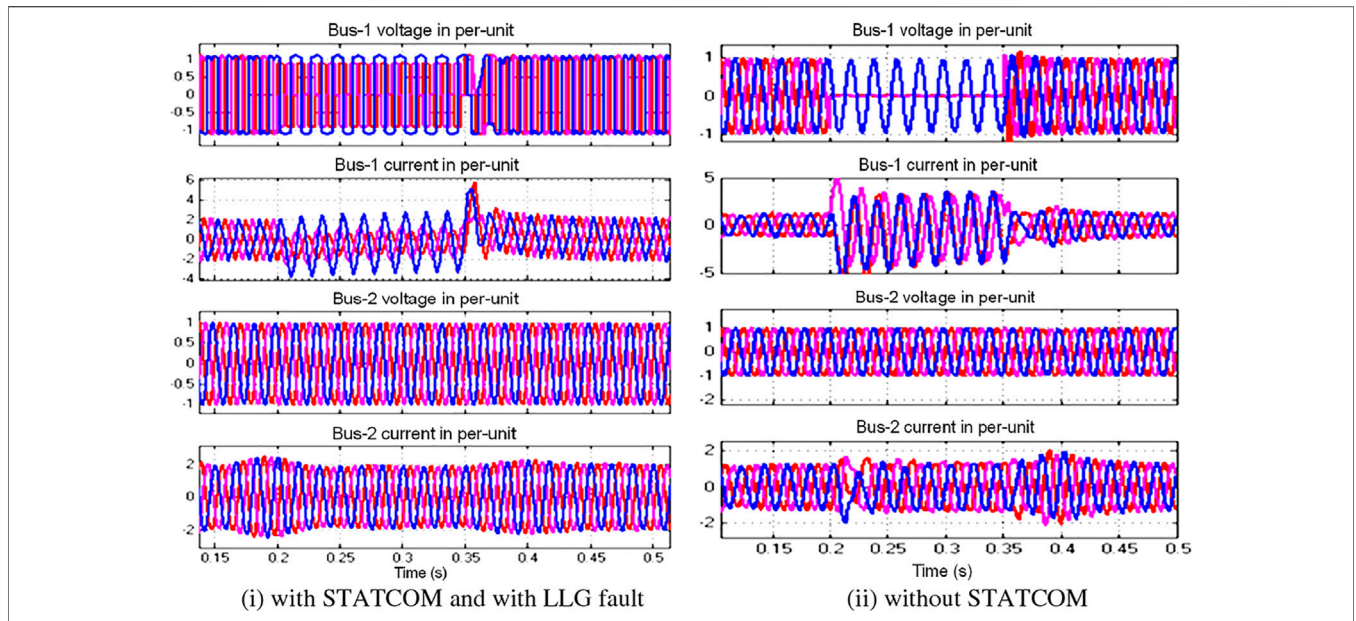 Bus-1 voltage in per-unit
1
0.5
0
-0.5
-1
Bus-1 current in per-unit
6
4
2
0
-2
-4
Bus-2 voltage in per-unit
1
0.5
0
-0.5
-1
Bus-2 current in per-unit
2
0
-2
0.15 0.2 0.25 0.3 0.35 0.4 0.45 0.5
Time (s)
(i) with STATCOM and with LLG fault
Bus-1 voltage in per-unit
1
0
-1
Bus-1 current in per-unit
5
0
-5
Bus-2 voltage in per-unit
1
0
1
-2
Bus-2 current in per-unit
2
0
-2
0.15 0.2 0.25 0.3 0.35 0.4 0.45 0.5
Time (s)
(ii) without STATCOM